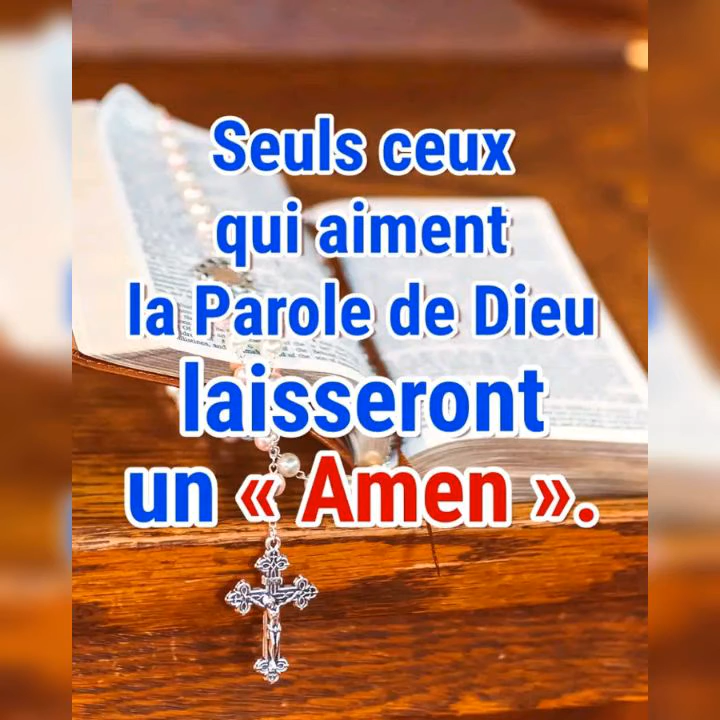 Seuls ceux
qui aiment
la Parole de Dieu
laisseront
un « Amen ».